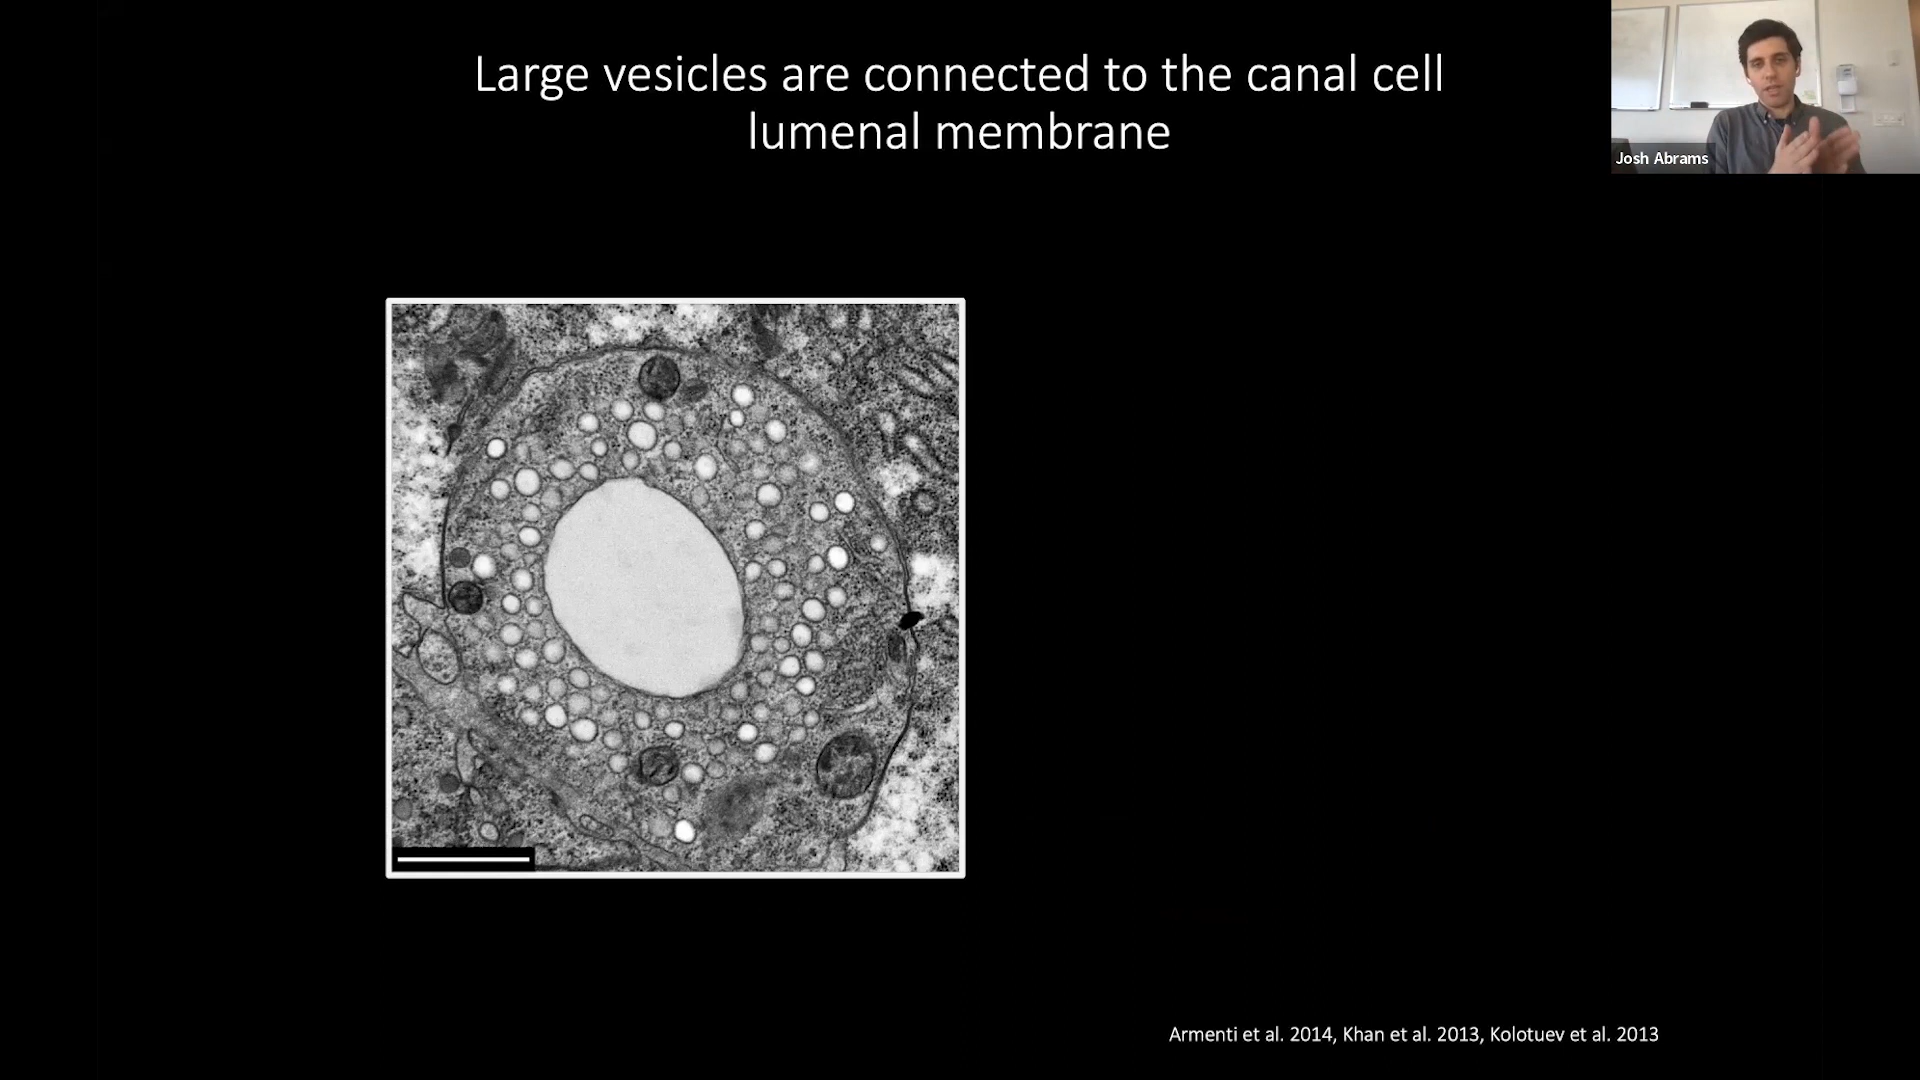 Large vesicles are connected to the canal cell
lumenal membrane
Josh Abrams
Armenti et al. 2014, Khan et al. 2013, Kolotuev et al. 2013